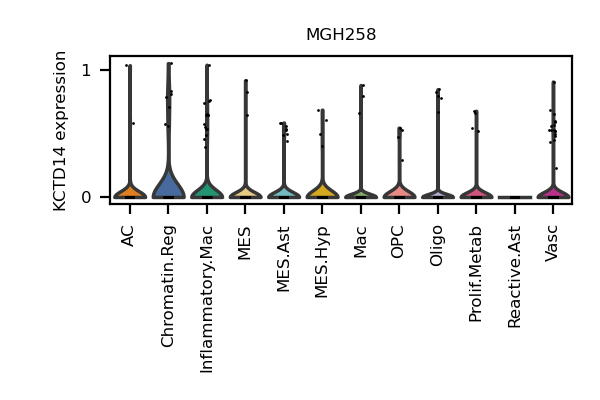 MGH258
KCTD14 expression
1
0
AC
Chromatin.Reg
Inflammatory.Mac
MES
MES.Ast
MES.Hyp
Mac
OPC
Oligo
Prolif.Metab
Reactive.Ast
Vasc